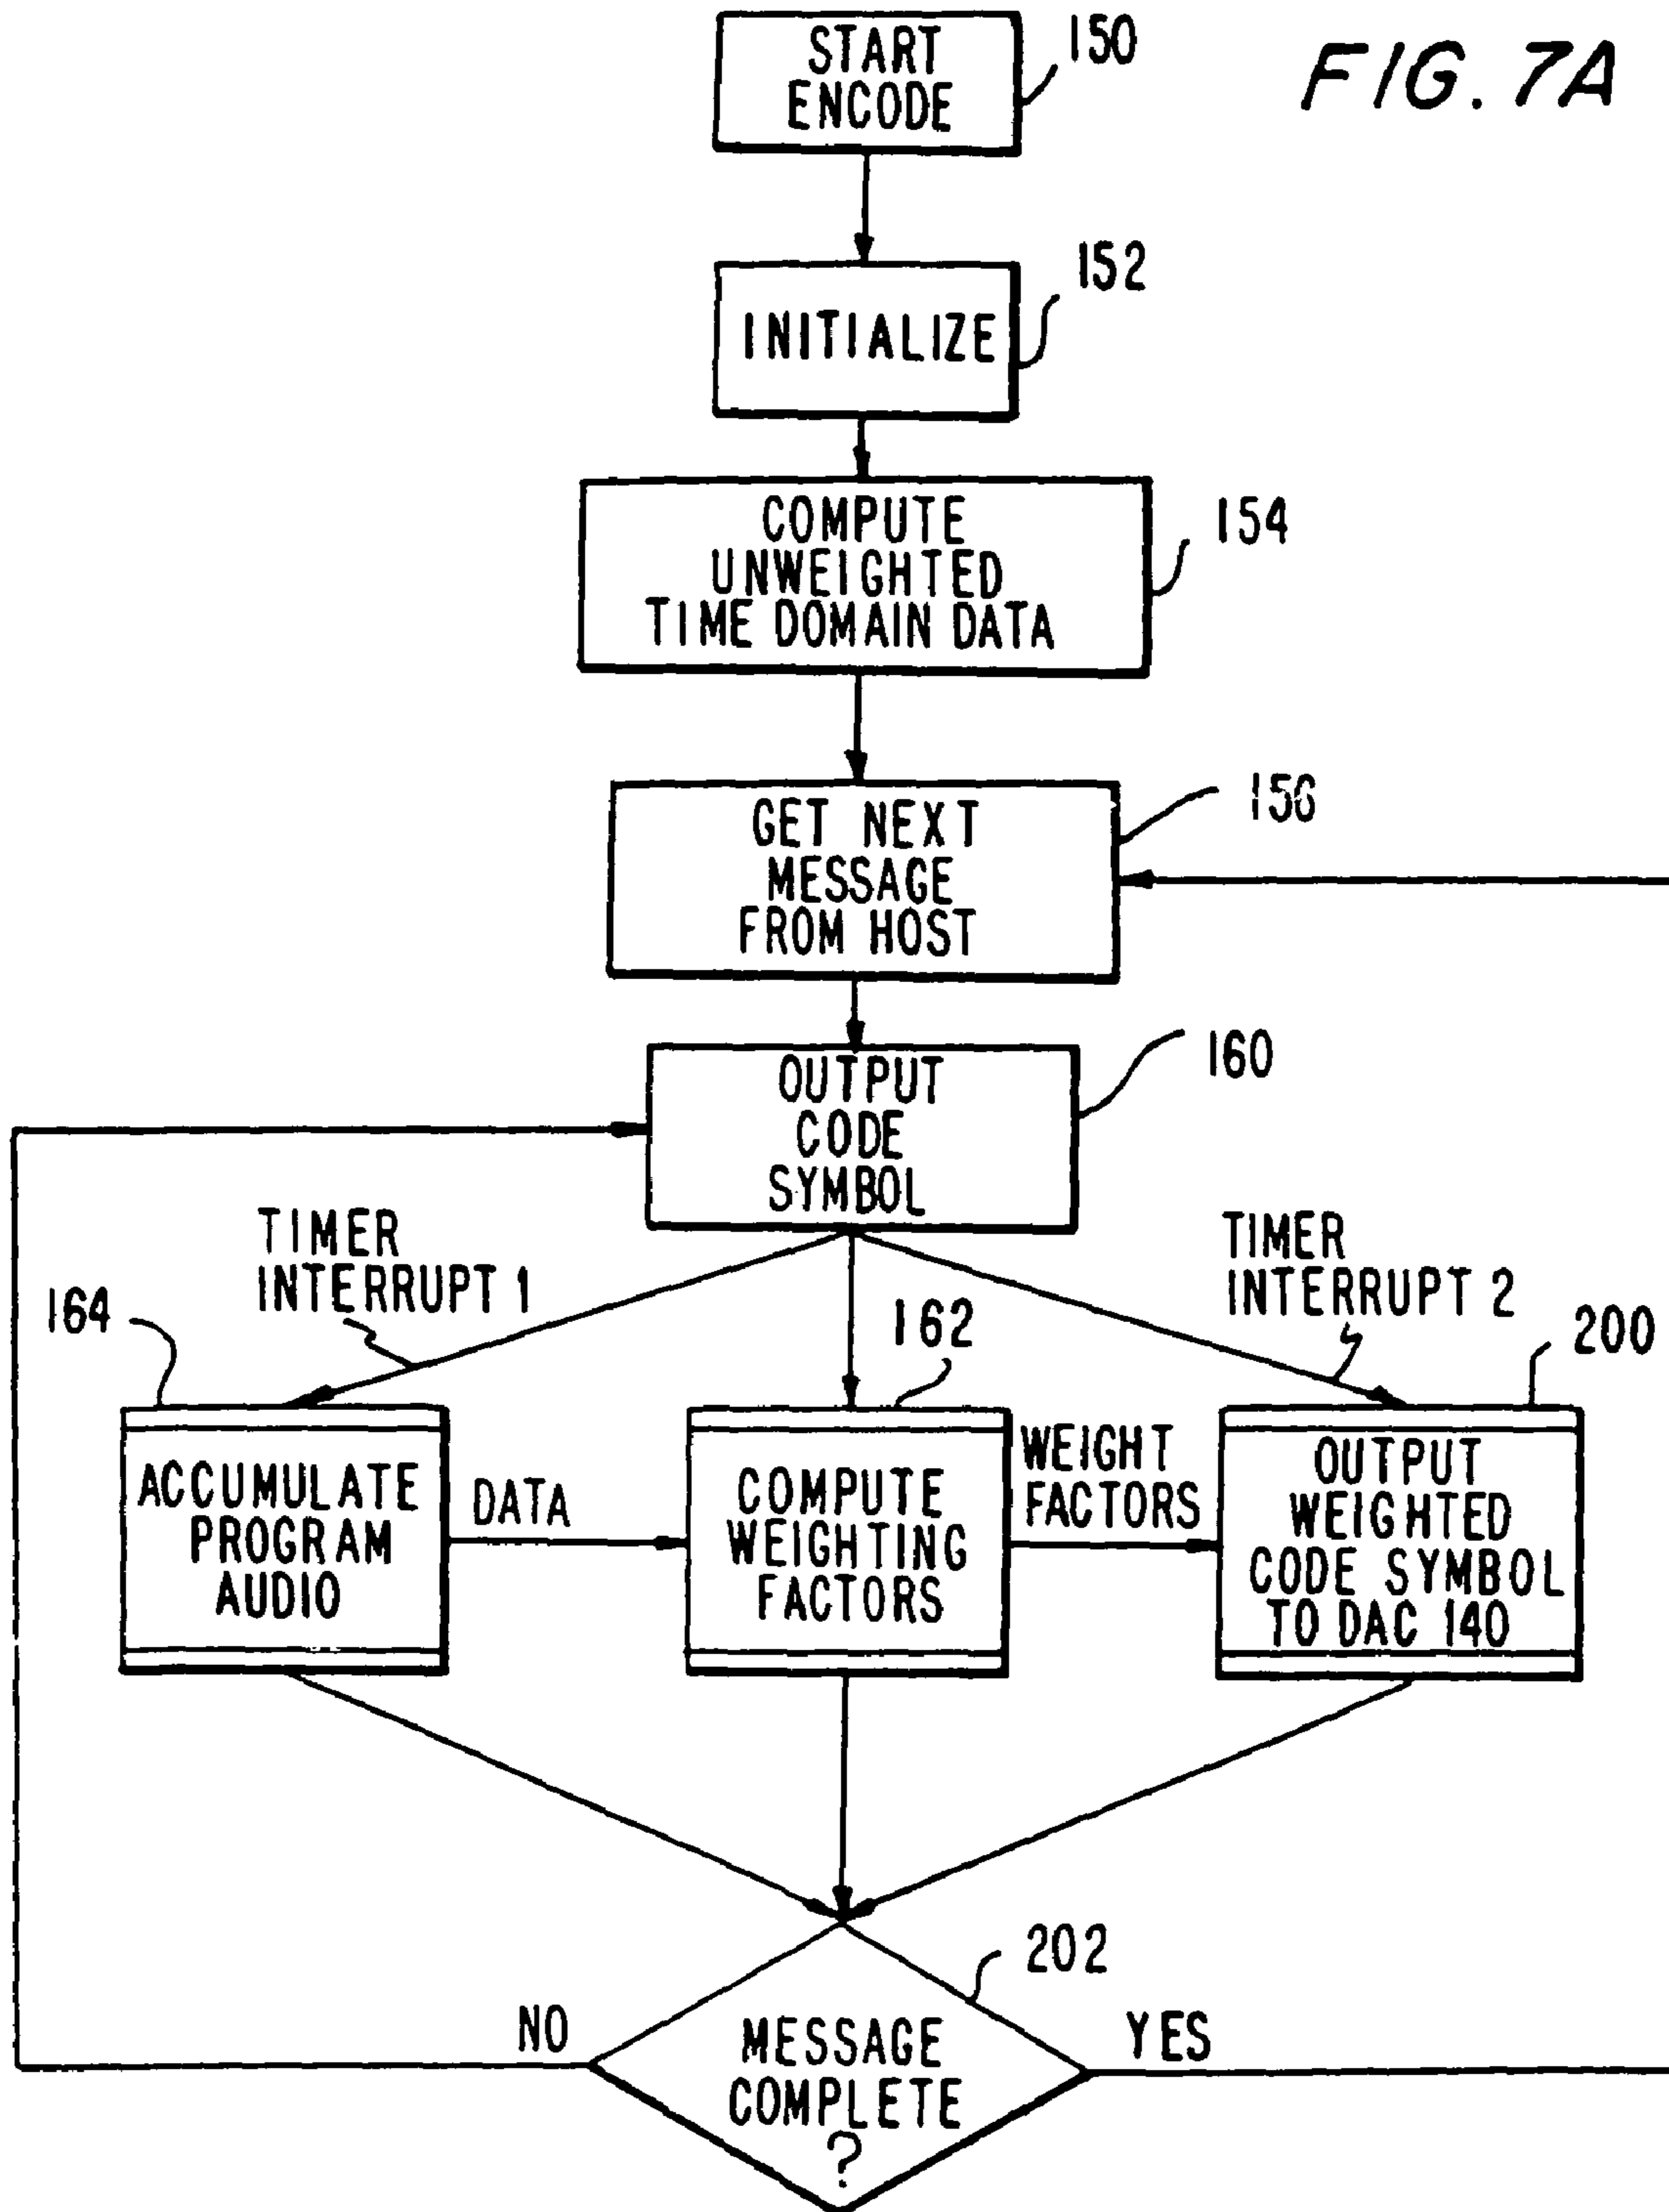 FIG. 7A
START
ENCODE
150
INITIALIZE
152
COMPUTE
UNWEIGHTED
TIME DOMAIN DATA
154
GET NEXT
MESSAGE
FROM HOST
156
OUTPUT
CODE
SYMBOL
160
TIMER
INTERRUPT 1
TIMER
INTERRUPT 2
164
162
200
ACCUMULATE
PROGRAM
AUDIO
DATA
COMPUTE
WEIGHTING
FACTORS
WEIGHT
FACTORS
OUTPUT
WEIGHTED
CODE SYMBOL
TO DAC 140
202
NO
MESSAGE
COMPLETE
?
YES